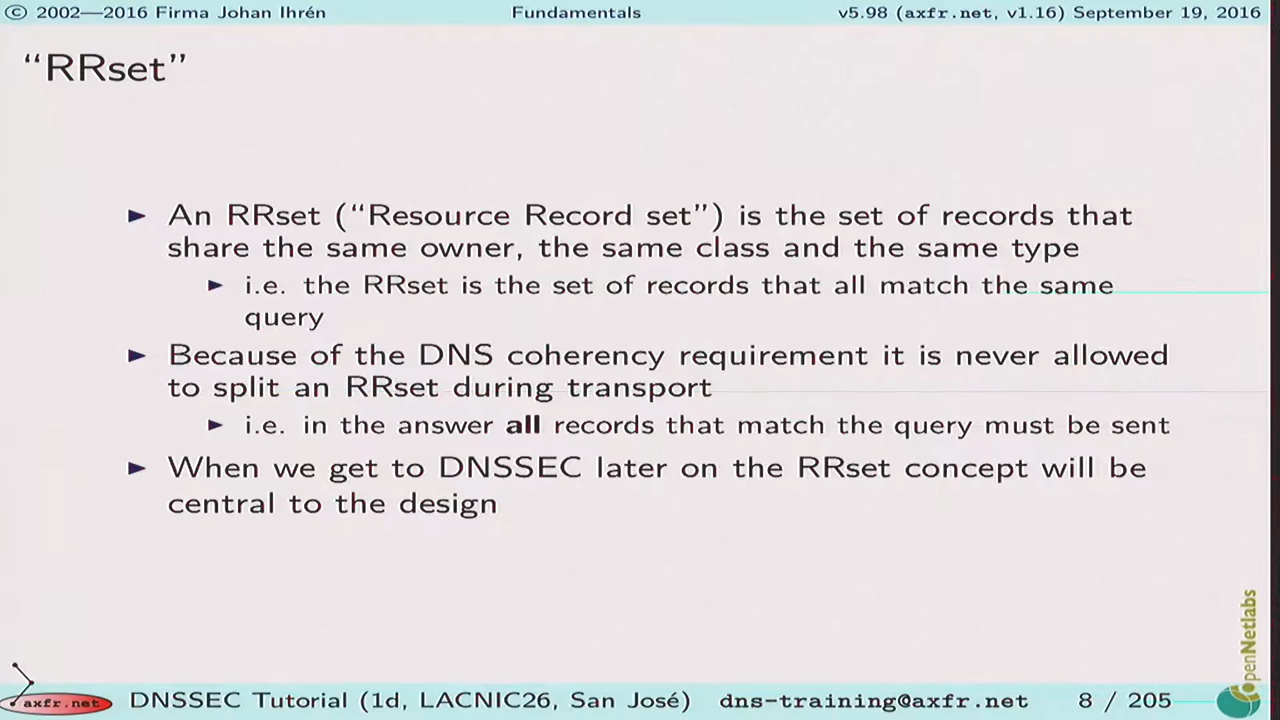 © 2002—2016 Firma Johan Ihrén Fundamentals v5.98 (axfr.net, v1.16) September 19, 2016
“RRset”
► An RRset (“Resource Record set”) is the set of records that
share the same owner, the same class and the same type
► i.e. the RRset is the set of records that all match the same
query
► Because of the DNS coherency requirement it is never allowed
to split an RRset during transport
► i.e. in the answer all records that match the query must be sent
► When we get to DNSSEC later on the RRset concept will be
central to the design
openNetlabs
axfr.net DNSSEC Tutorial (1d, LACNIC26, San José) dns-training@axfr.net 8 / 205